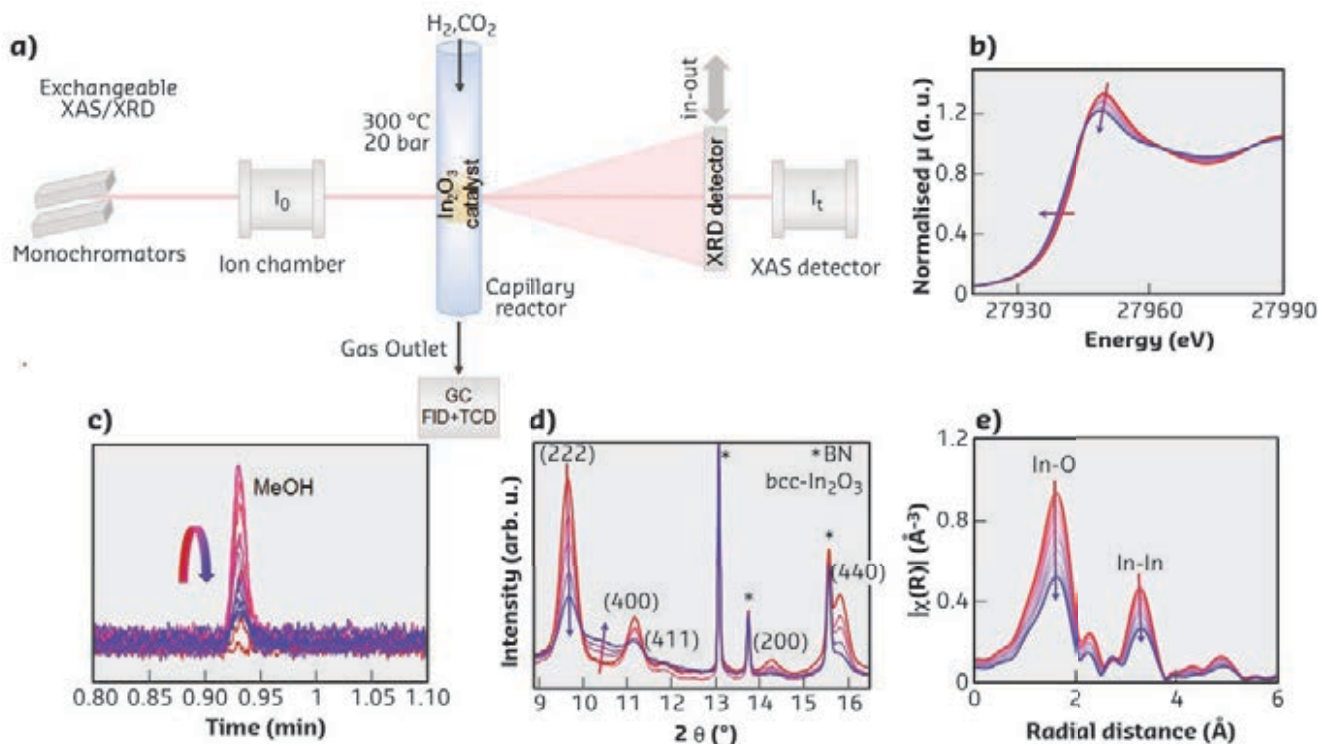 a)
Exchangeable
XAS/XRD
Monochromators
I₀
Ion chamber
H₂,CO₂
300 °C
20 bar
In₂O₃
catalyst
Capillary
reactor
Gas Outlet
GC
FID+TCD
in-out
XRD detector
Iₜ
XAS detector
b)
Normalised μ (a. u.)
1.2
0.8
0.4
0
27930
27960
27990
Energy (eV)
c)
MeOH
0.80
0.85
0.90
0.95
1
1.05
1.10
Time (min)
d)
Intensity (arb. u.)
(222)
(400)
(411)
*
*
(200)
*BN
bcc-In₂O₃
*
(440)
9
10
11
12
13
14
15
16
2 θ (°)
e)
|χ(R)| (Å⁻³)
1.2
0.8
0.4
0
In-O
In-In
0
2
4
6
Radial distance (Å)